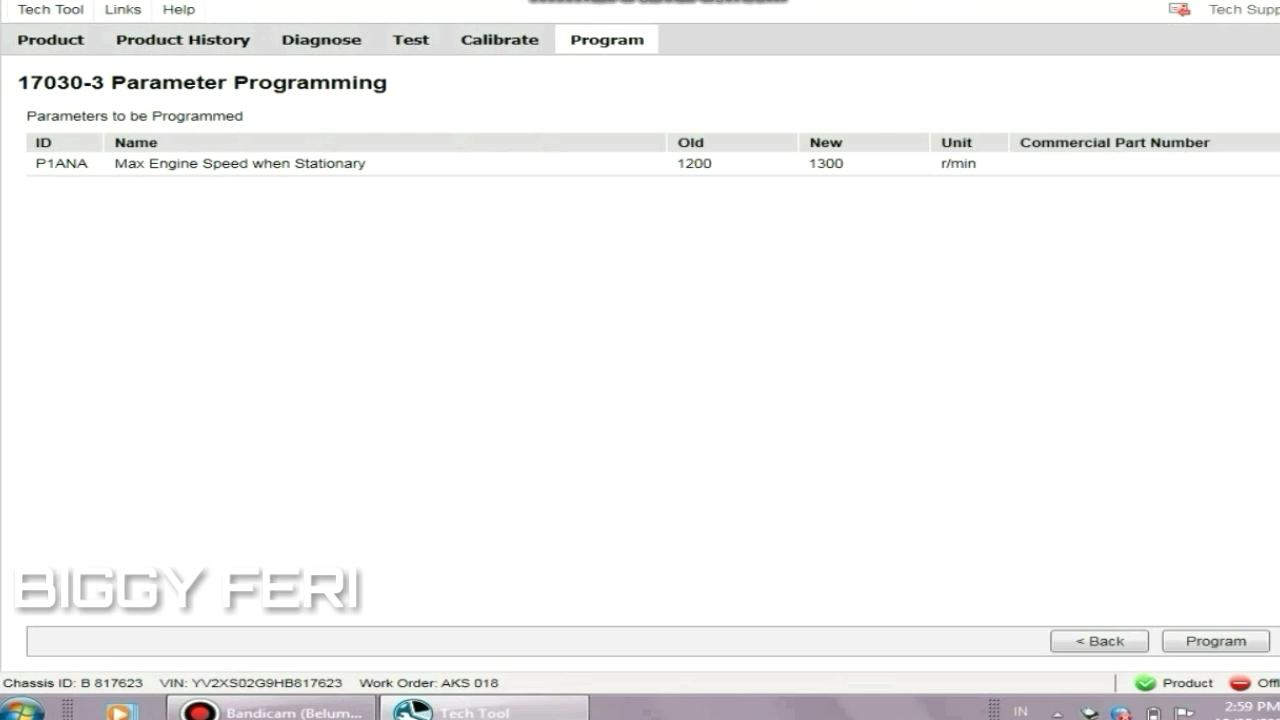 Tech Tool Links Help Tech Supp
Product Product History Diagnose Test Calibrate Program
17030-3 Parameter Programming
Parameters to be Programmed
ID Name Old New Unit Commercial Part Number
P1ANA Max Engine Speed when Stationary 1200 1300 r/min
BIGGY FERI
< Back Program
Chassis ID: B 817623 VIN: YV2XS02G9HB817623 Work Order: AKS 018 Product Offl
Bandicam (Belum... Tech Tool IN 2:59 PM